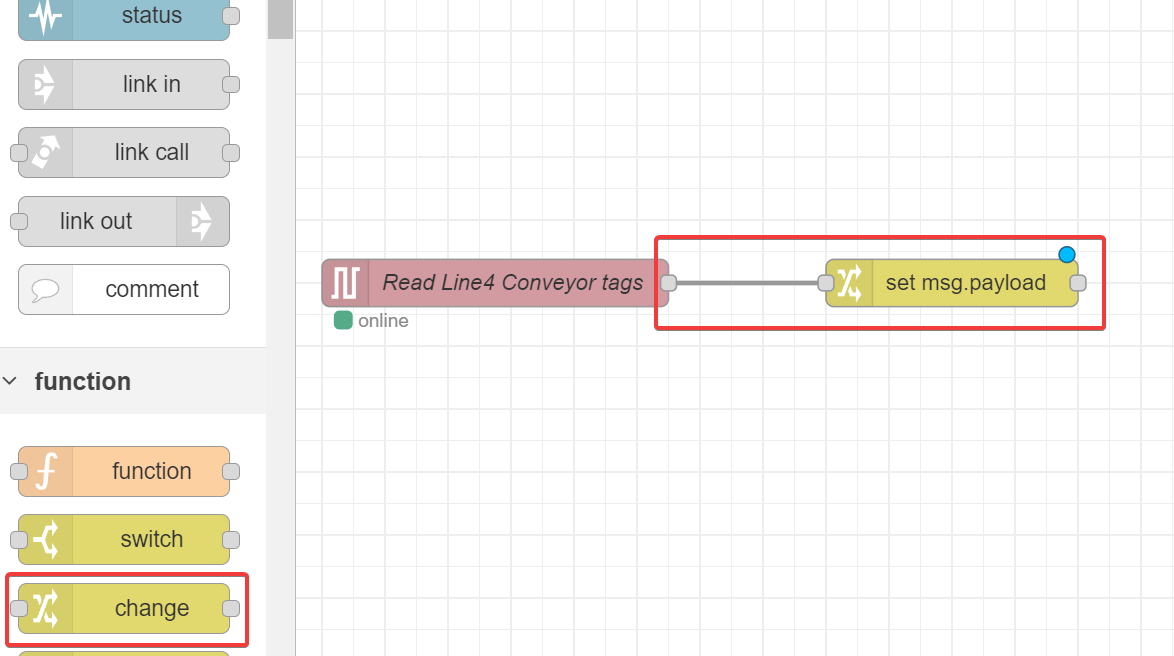 status
link in
link call
link out
comment
function
function
switch
change
Read Line4 Conveyor tags
online
set msg.payload